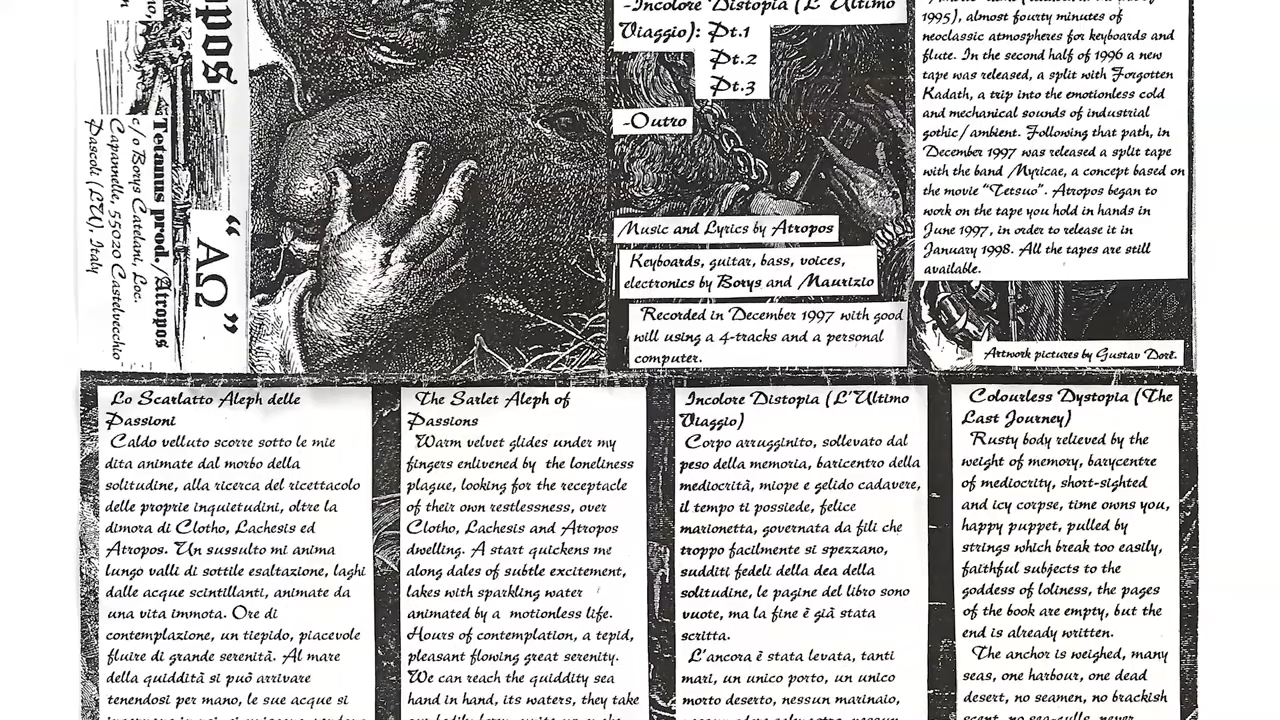 mo,
apos
Tetanus prod./Atropos
c/o Borys Catelani, Loc.
Capannelle, 55020 Castelvecchio
Pascoli (LU), Italy
“AΩ”
-Incolore Distopia (L'Ultimo
Viaggio): Pt.1
Pt.2
Pt.3
-Outro
Music and Lyrics by Atropos
Keyboards, guitar, bass, voices,
electronics by Borys and Maurizio
Recorded in December 1997 with good
will using a 4-tracks and a personal
computer.
1995), almost fourty minutes of
neoclassic atmospheres for keyboards and
flute. In the second half of 1996 a new
tape was released, a split with Forgotten
Kadath, a trip into the emotionless cold
and mechanical sounds of industrial
gothic/ambient. Following that path, in
December 1997 was released a split tape
with the band Myricae, a concept based on
the movie “Tetsuo”. Atropos began to
work on the tape you hold in hands in
June 1997, in order to release it in
January 1998. All the tapes are still
available.
Artwork pictures by Gustav Dorè.
Lo Scarlatto Aleph delle
Passioni
Caldo velluto scorre sotto le mie
dita animate dal morbo della
solitudine, alla ricerca del ricettacolo
delle proprie inquietudini, oltre la
dimora di Clotho, Lachesis ed
Atropos. Un sussulto mi anima
lungo valli di sottile esaltazione, laghi
dalle acque scintillanti, animate da
una vita immota. Ore di
contemplazione, un tiepido, piacevole
fluire di grande serenità. Al mare
della quiddità si può arrivare
tenendosi per mano, le sue acque si
The Sarlet Aleph of
Passions
Warm velvet glides under my
fingers enlivened by the loneliness
plague, looking for the receptacle
of their own restlessness, over
Clotho, Lachesis and Atropos
dwelling. A start quickens me
along dales of subtle excitement,
lakes with sparkling water
animated by a motionless life.
Hours of contemplation, a tepid,
pleasant flowing great serenity.
We can reach the quiddity sea
hand in hand, its waters, they take
Incolore Distopia (L'Ultimo
Viaggio)
Corpo arrugginito, sollevato dal
peso della memoria, baricentro della
mediocrità, miope e gelido cadavere,
il tempo ti possiede, felice
marionetta, governata da fili che
troppo facilmente si spezzano,
sudditi fedeli della dea della
solitudine, le pagine del libro sono
vuote, ma la fine è già stata
scritta.
L'ancora è stata levata, tanti
mari, un unico porto, un unico
morto deserto, nessun marinaio,
Colourless Dystopia (The
Last Journey)
Rusty body relieved by the
weight of memory, barycentre
of mediocrity, short-sighted
and icy corpse, time owns you,
happy puppet, pulled by
strings which break too easily,
faithful subjects to the
goddess of loliness, the pages
of the book are empty, but the
end is already written.
The anchor is weighed, many
seas, one harbour, one dead
desert, no seamen, no brackish
scent, no sea-gulls, never